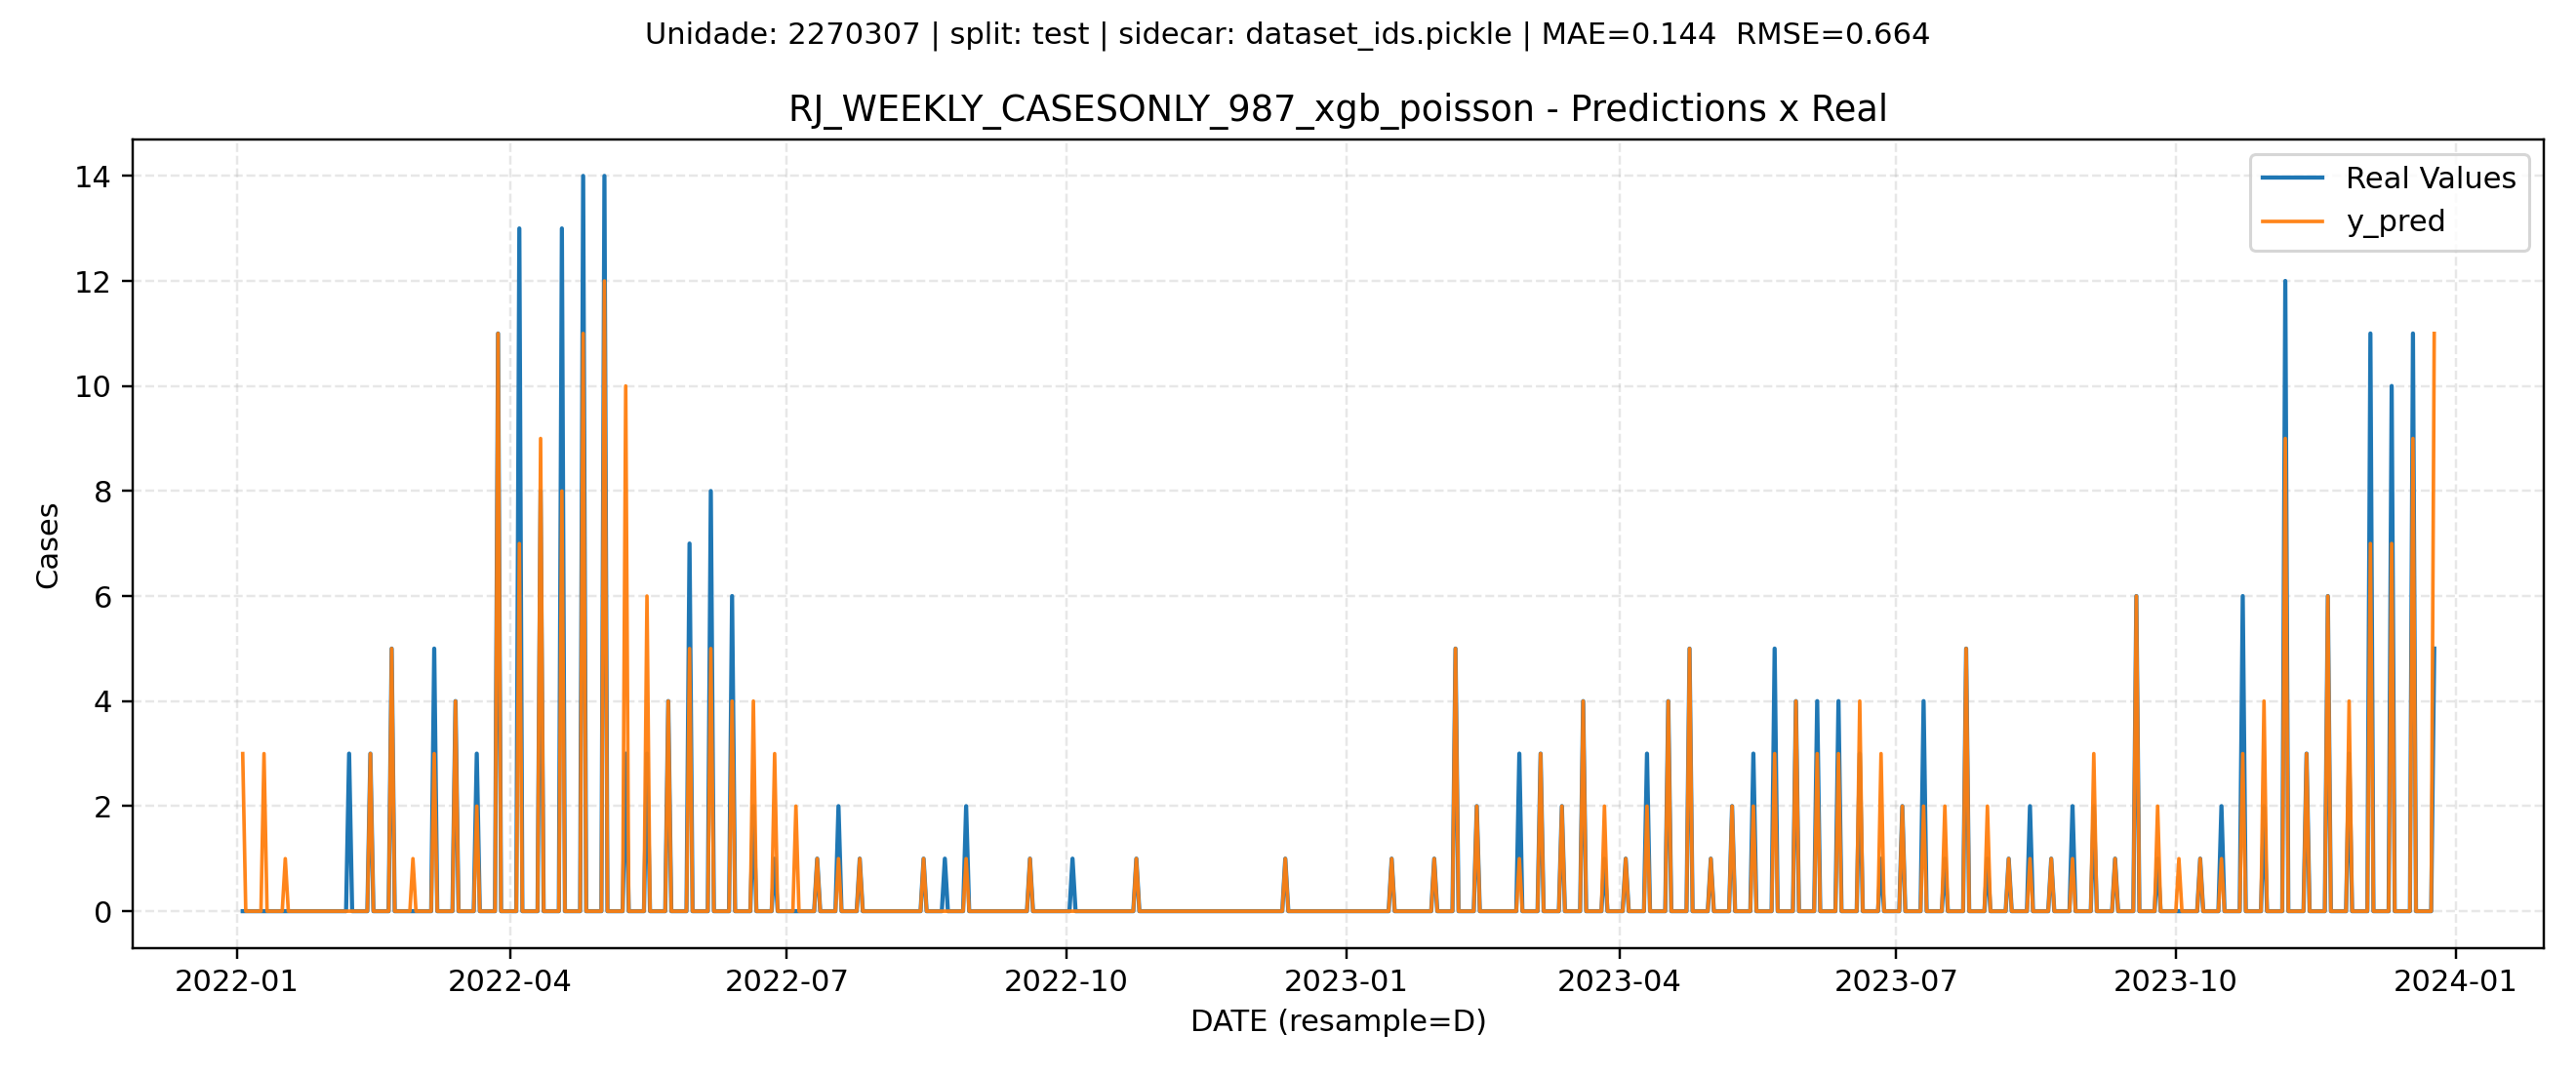 Unidade: 2270307 | split: test | sidecar: dataset_ids.pickle | MAE=0.144  RMSE=0.664
RJ_WEEKLY_CASESONLY_987_xgb_poisson - Predictions x Real
Real Values
y_pred
14
12
10
8
6
4
2
0
Cases
2022-01
2022-04
2022-07
2022-10
2023-01
2023-04
2023-07
2023-10
2024-01
DATE (resample=D)